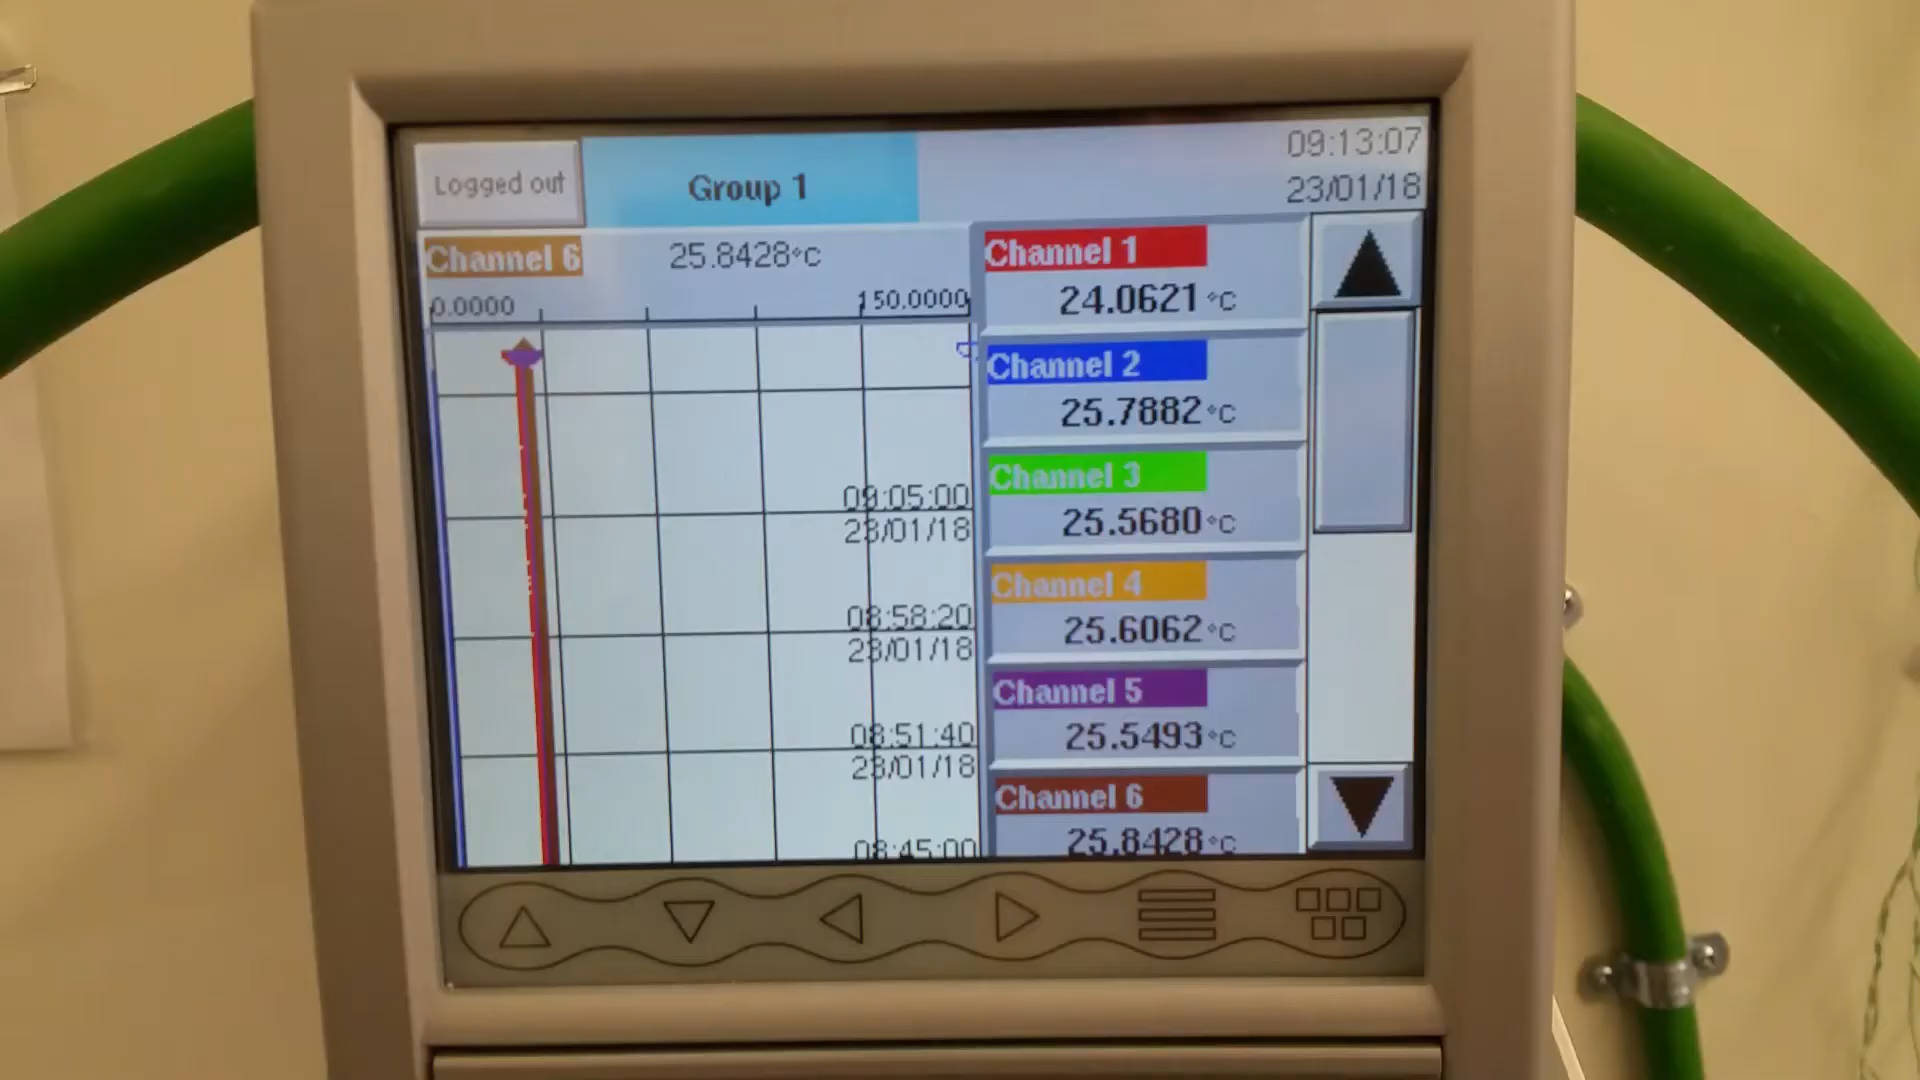 Logged out
Group 1
09:13:07
23/01/18
Channel 6
25.8428°C
0.0000
150.0000
09:05:00
23/01/18
08:58:20
23/01/18
08:51:40
23/01/18
08:45:00
Channel 1
24.0621 °C
Channel 2
25.7882 °C
Channel 3
25.5680 °C
Channel 4
25.6062 °C
Channel 5
25.5493 °C
Channel 6
25.8428 °C